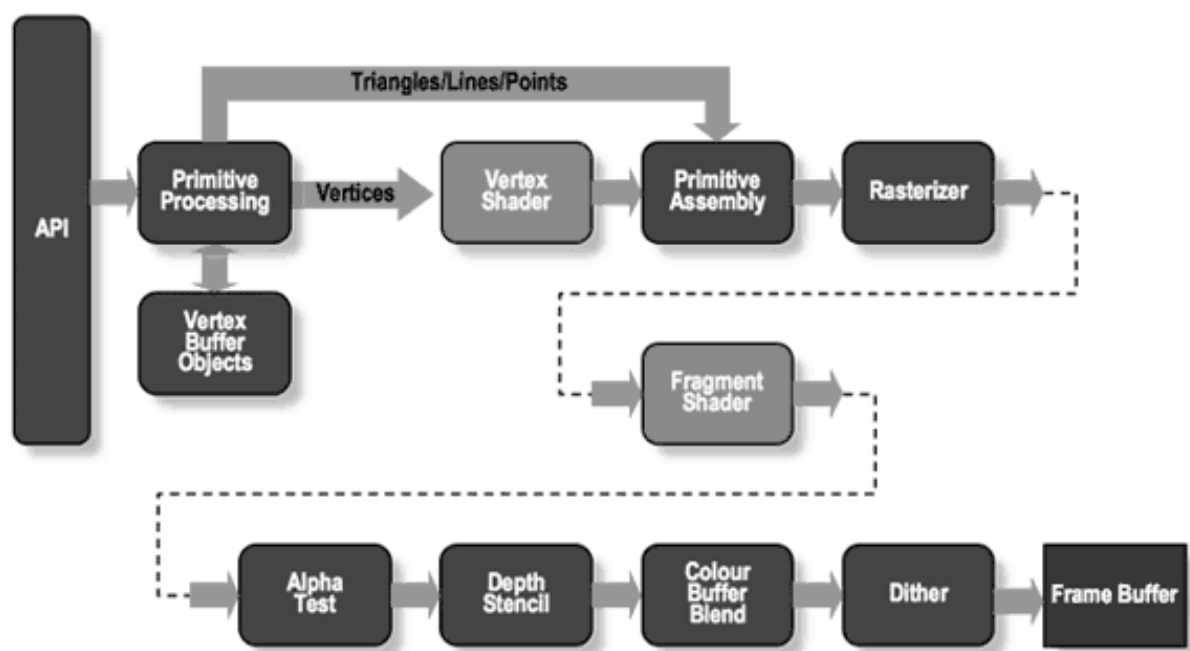 Triangles/Lines/Points
API
Primitive
Processing
Vertices
Vertex
Shader
Primitive
Assembly
Rasterizer
Vertex
Buffer
Objects
Fragment
Shader
Alpha
Test
Depth
Stencil
Colour
Buffer
Blend
Dither
Frame Buffer